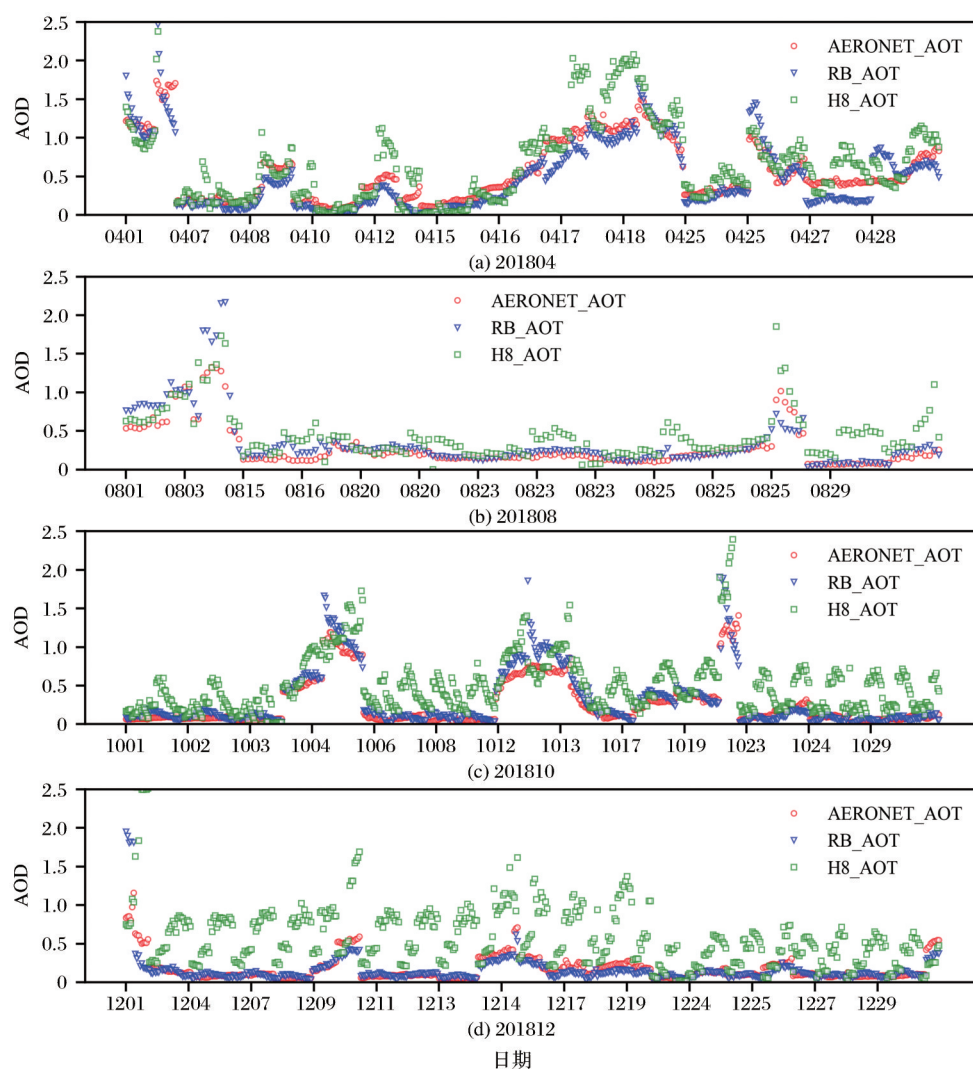 2.5
2.0
1.5
1.0
0.5
0
AOD
AERONET_AOT
RB_AOT
H8_AOT
0401 0407 0408 0410 0412 0415 0416 0417 0418 0425 0425 0427 0428
(a) 201804
2.5
2.0
1.5
1.0
0.5
0
AOD
AERONET_AOT
RB_AOT
H8_AOT
0801 0803 0815 0816 0820 0820 0823 0823 0823 0825 0825 0825 0829
(b) 201808
2.5
2.0
1.5
1.0
0.5
0
AOD
AERONET_AOT
RB_AOT
H8_AOT
1001 1002 1003 1004 1006 1008 1012 1013 1017 1019 1023 1024 1029
(c) 201810
2.5
2.0
1.5
1.0
0.5
0
AOD
AERONET_AOT
RB_AOT
H8_AOT
1201 1204 1207 1209 1211 1213 1214 1217 1219 1224 1225 1227 1229
(d) 201812
日期